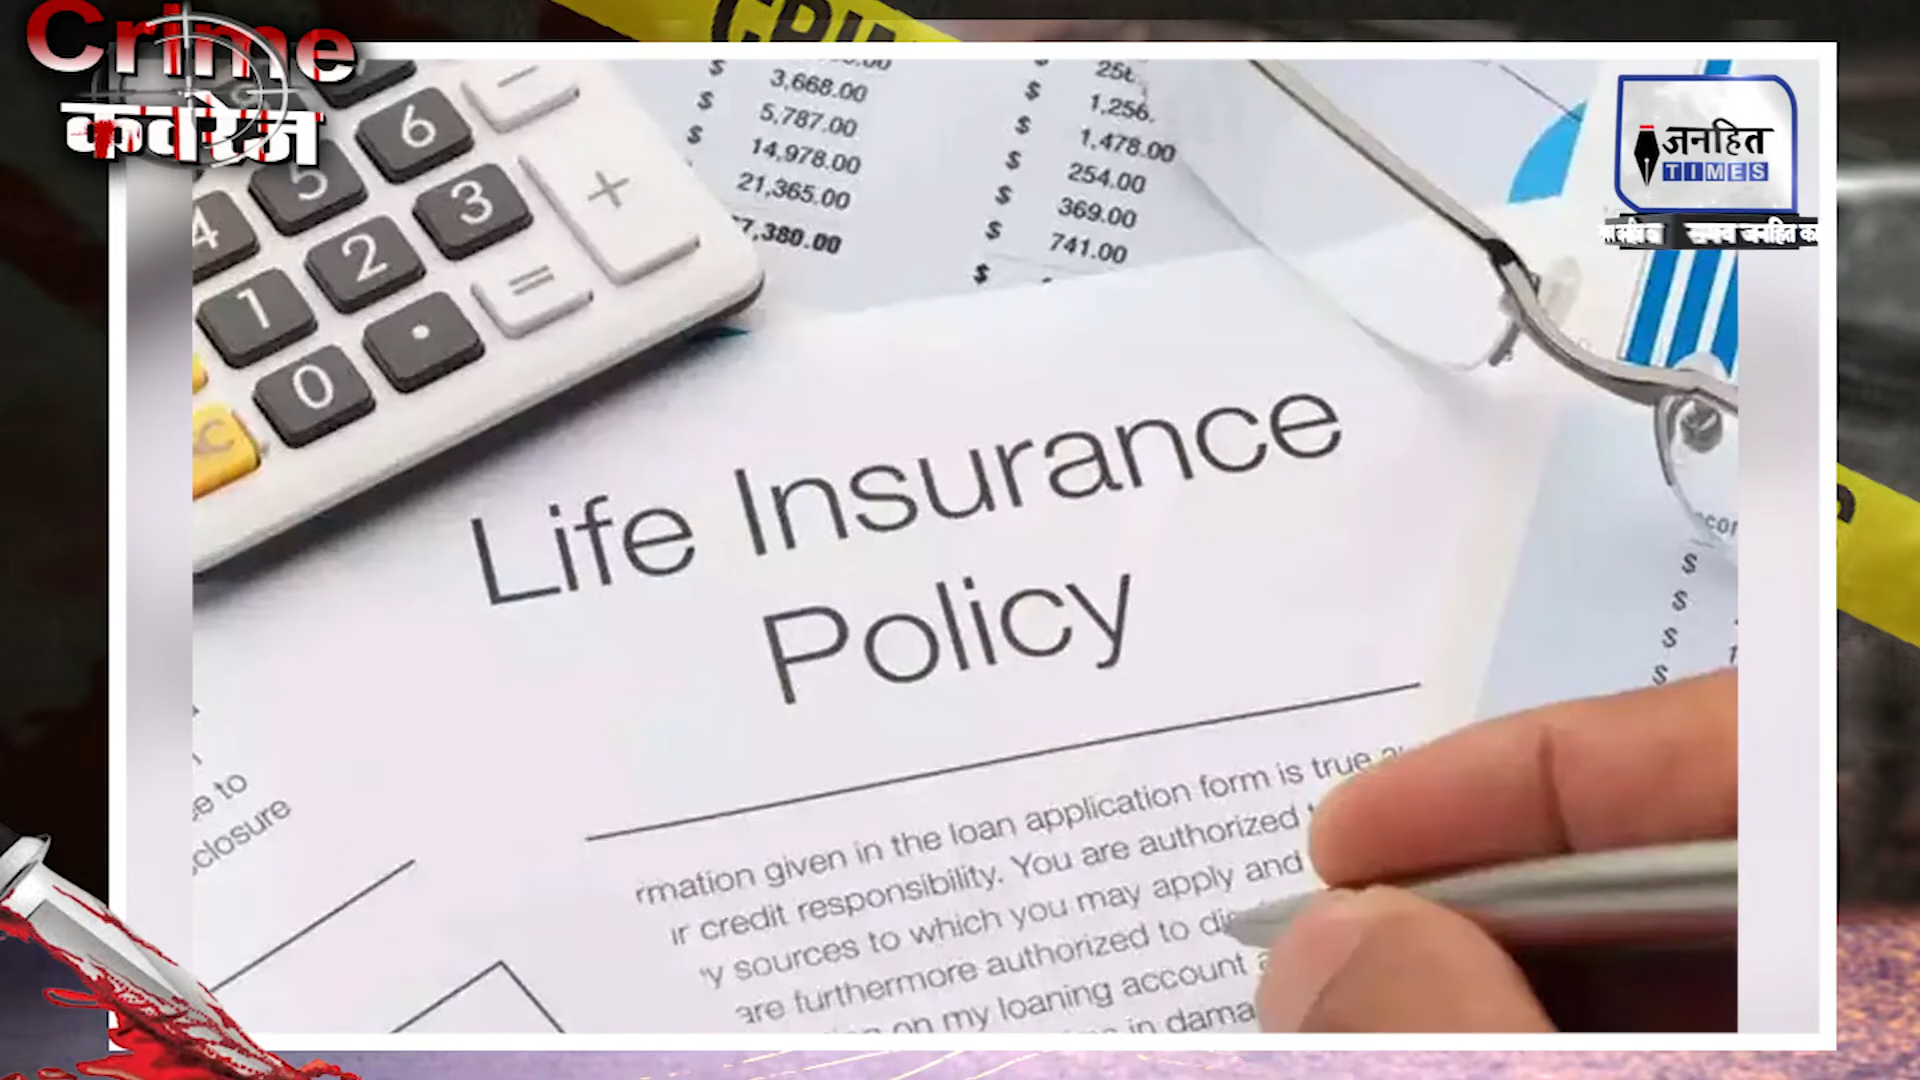 Crime
कवरेज
जनहित
TIMES
समय जनहित का
6
5
3
4
2
1
0
+
=
$ 3,668.00
$ 5,787.00
$ 14,978.00
$ 21,365.00
7,380.00
$ 1,256.
$ 1,478.00
$ 254.00
$ 369.00
$ 741.00
$
Life Insurance
Policy
rmation given in the loan application form is true
credit responsibility. You are authorized
sources to which you may apply and
are furthermore authorized to
on my loaning account
in dama
e to
closure
$
$
$
$